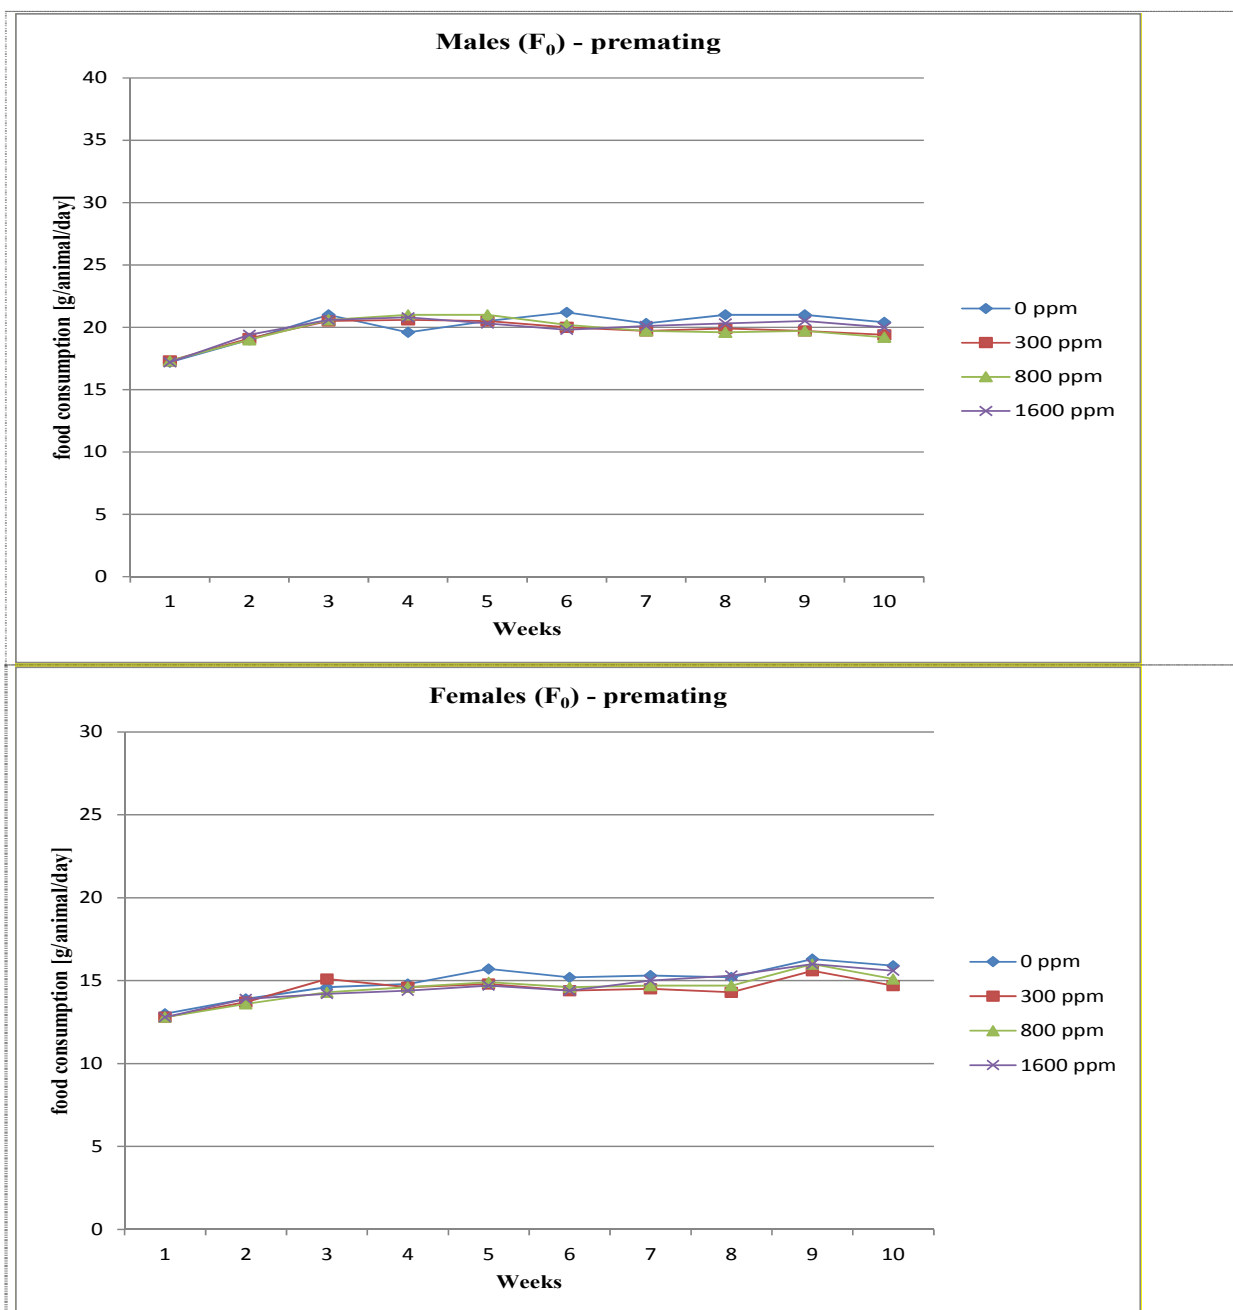 Males (F₀) - premating
40
35
30
25
20
15
10
5
0
food consumption [g/animal/day]
1 2 3 4 5 6 7 8 9 10
Weeks
0 ppm
300 ppm
800 ppm
1600 ppm
Females (F₀) - premating
30
25
20
15
10
5
0
food consumption [g/animal/day]
1 2 3 4 5 6 7 8 9 10
Weeks
0 ppm
300 ppm
800 ppm
1600 ppm